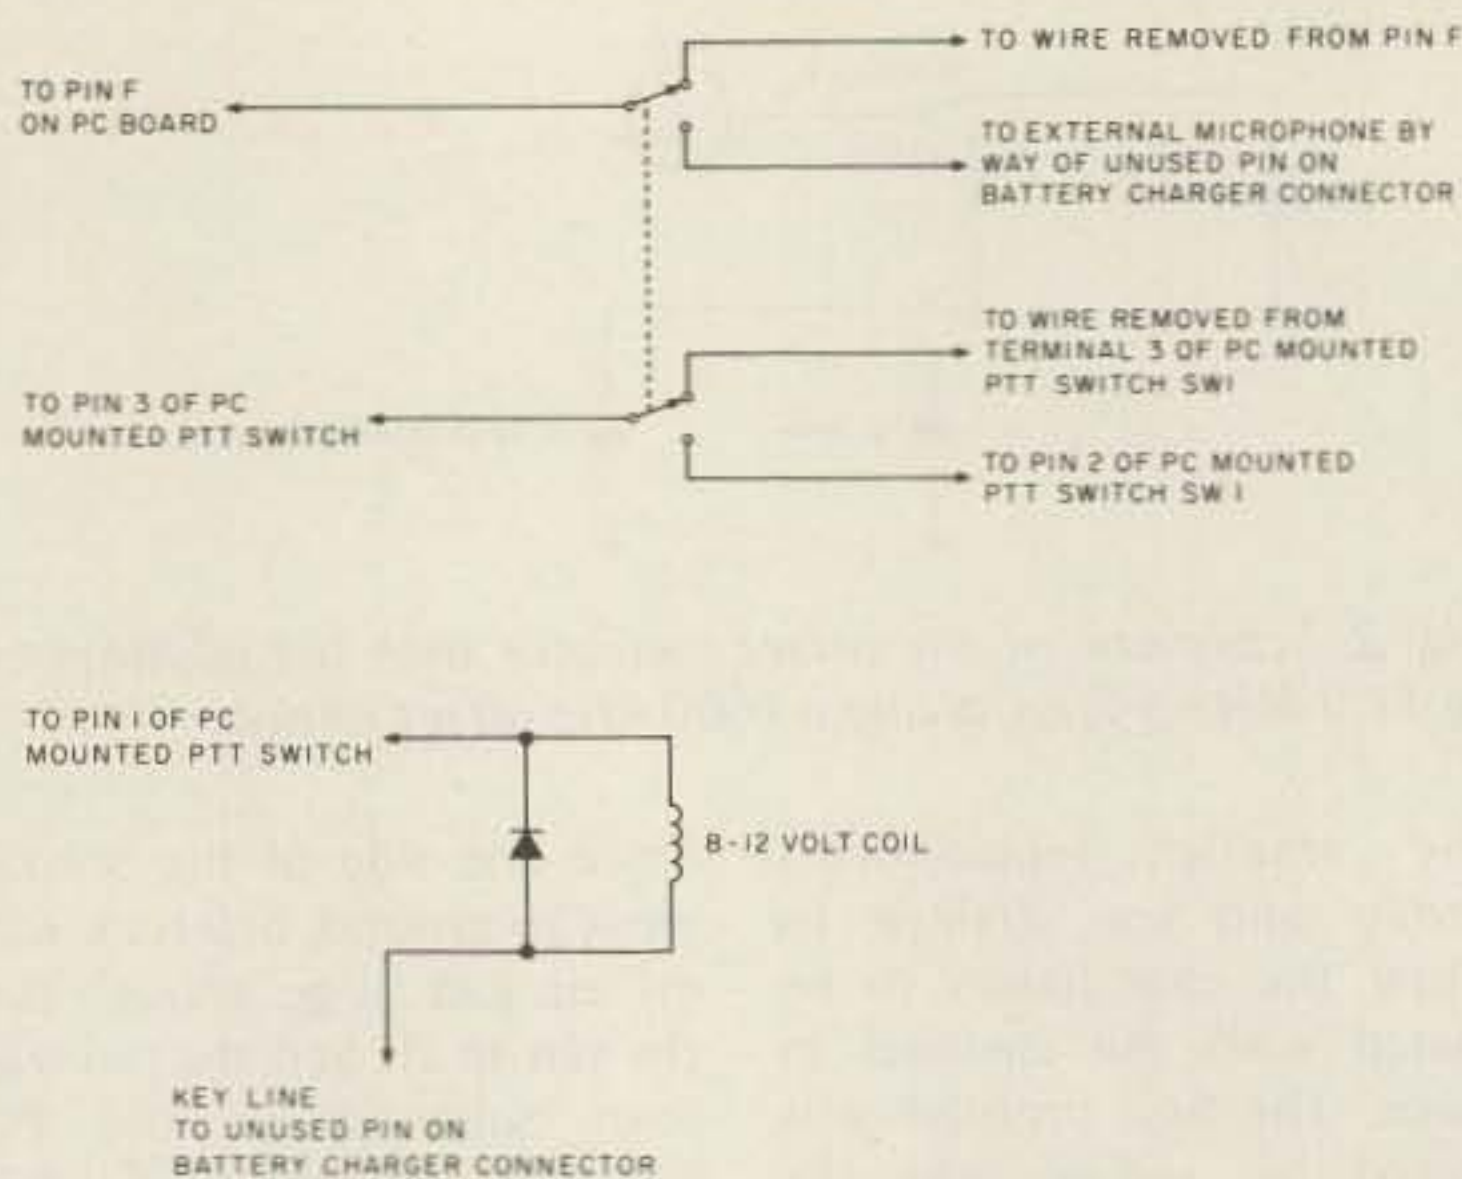 TO WIRE REMOVED FROM PIN F
TO PIN F
ON PC BOARD
TO EXTERNAL MICROPHONE BY
WAY OF UNUSED PIN ON
BATTERY CHARGER CONNECTOR
TO WIRE REMOVED FROM
TERMINAL 3 OF PC MOUNTED
PTT SWITCH SW1
TO PIN 3 OF PC
MOUNTED PTT SWITCH
TO PIN 2 OF PC MOUNTED
PTT SWITCH SW 1
TO PIN 1 OF PC
MOUNTED PTT SWITCH
8-12 VOLT COIL
KEY LINE
TO UNUSED PIN ON
BATTERY CHARGER CONNECTOR